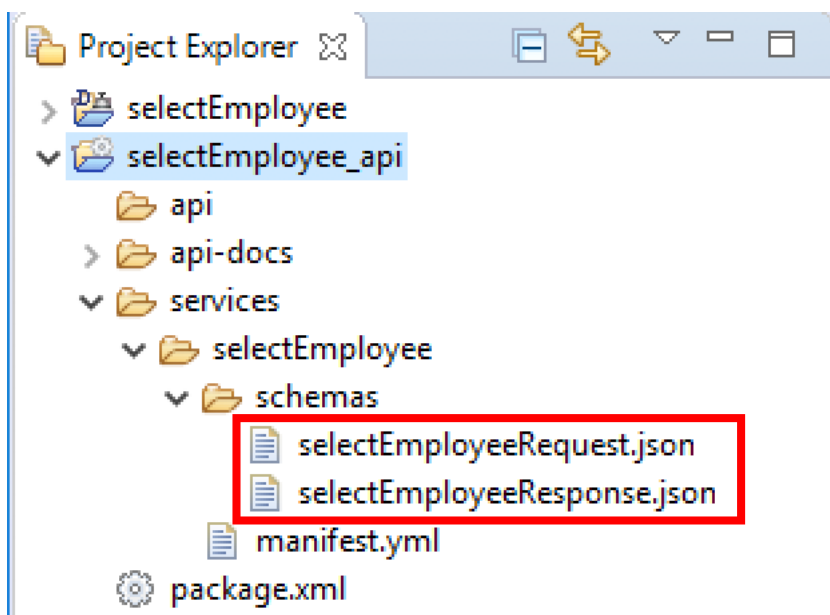 Project Explorer
selectEmployee
selectEmployee_api
api
api-docs
services
selectEmployee
schemas
selectEmployeeRequest.json
selectEmployeeResponse.json
manifest.yml
package.xml